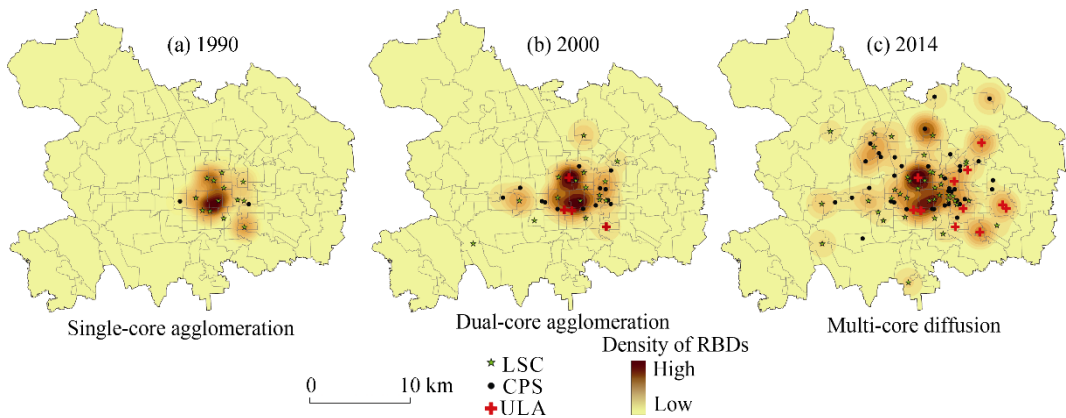 (a) 1990
(b) 2000
(c) 2014
Single-core agglomeration
Dual-core agglomeration
Multi-core diffusion
0 10 km
LSC
CPS
ULA
Density of RBDs
High
Low